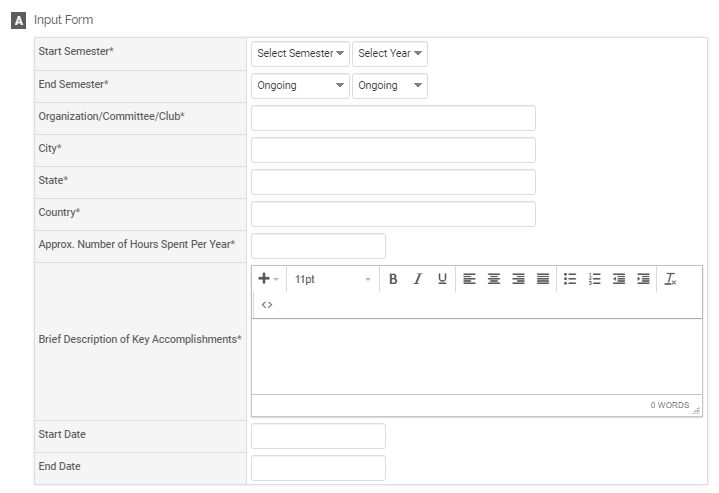 A Input Form
Start Semester* Select Semester Select Year
End Semester* Ongoing Ongoing
Organization/Committee/Club*
City*
State*
Country*
Approx. Number of Hours Spent Per Year*
11pt B I U
<>
Brief Description of Key Accomplishments*
0 WORDS
Start Date
End Date